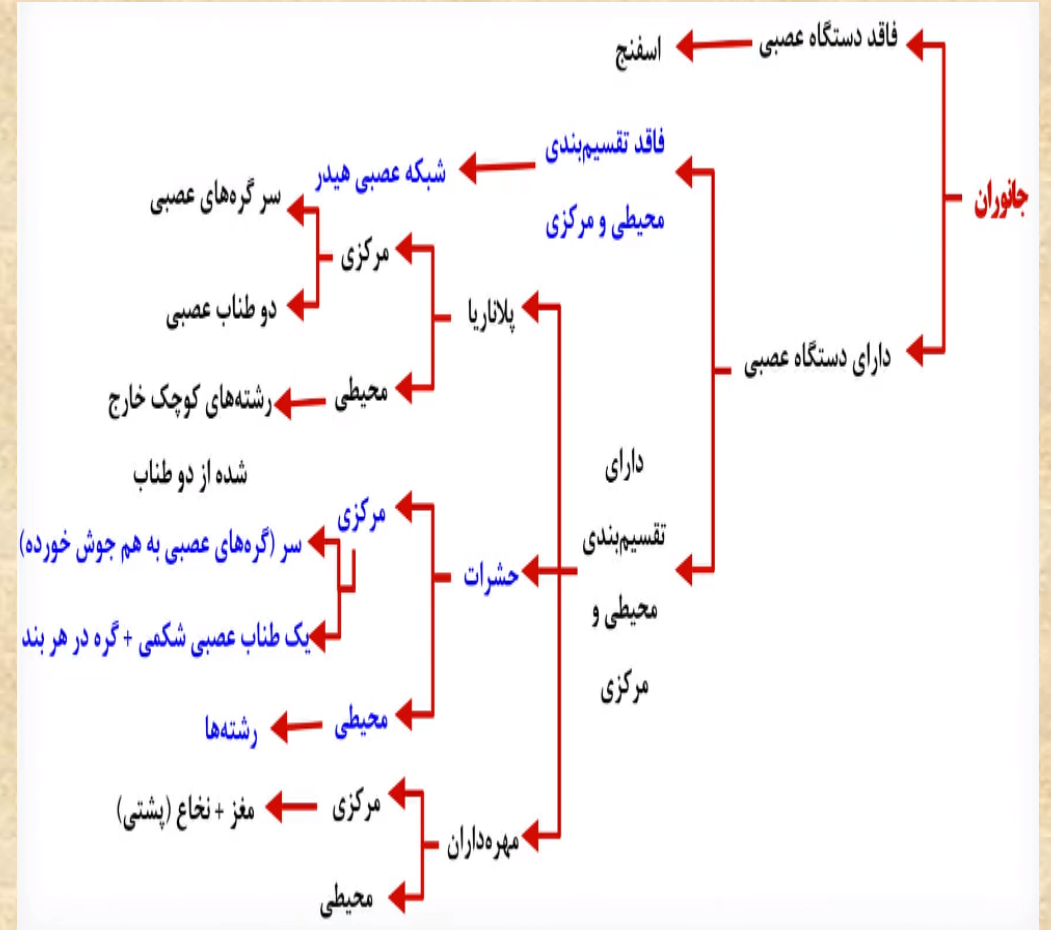 جانوران
فاقد دستگاه عصبی
اسفنج
دارای دستگاه عصبی
فاقد تقسیم‌بندی
محیطی و مرکزی
شبکه عصبی هیدر
دارای
تقسیم‌بندی
محیطی و
مرکزی
پلاناریا
مرکزی
سر گره‌های عصبی
دو طناب عصبی
محیطی
رشته‌های کوچک خارج
شده از دو طناب
حشرات
مرکزی
سر (گره‌های عصبی به هم جوش خورده)
یک طناب عصبی شکمی + گره در هر بند
محیطی
رشته‌ها
مهره‌داران
مرکزی
مغز + نخاع (پشتی)
محیطی